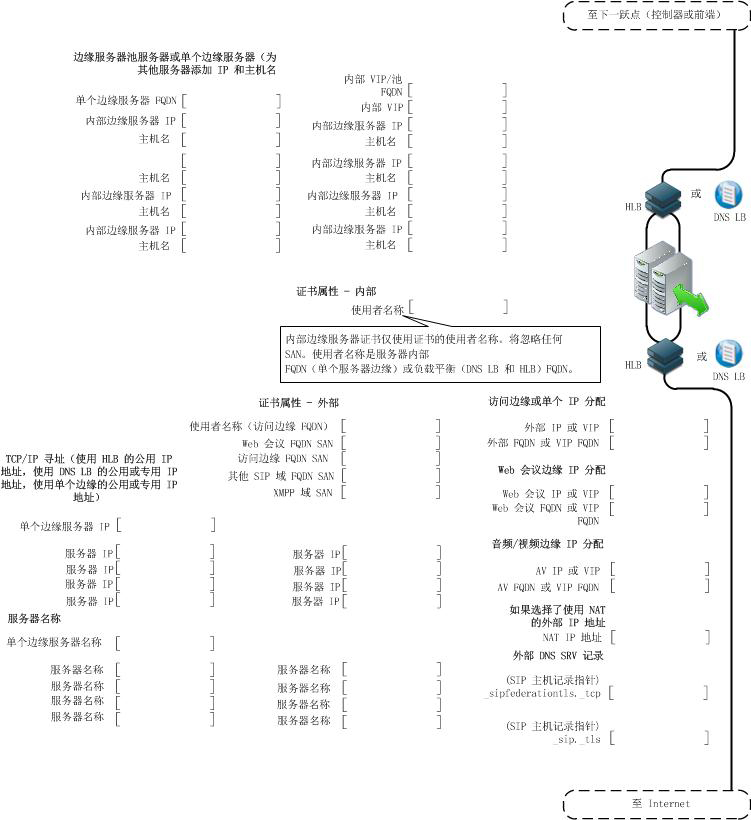 至下一跃点（控制器或前端）
边缘服务器池服务器或单个边缘服务器（为
其他服务器添加 IP 和主机名
单个边缘服务器 FQDN
内部边缘服务器 IP
主机名
主机名
内部边缘服务器 IP
主机名
内部边缘服务器 IP
主机名
内部 VIP/池
FQDN
内部 VIP
内部边缘服务器 IP
主机名
内部边缘服务器 IP
主机名
内部边缘服务器 IP
主机名
内部边缘服务器 IP
主机名
HLB
或
DNS LB
证书属性 - 内部
使用者名称
内部边缘服务器证书仅使用证书的使用者名称。将忽略任何
SAN。使用者名称是服务器内部
FQDN（单个服务器边缘）或负载平衡（DNS LB 和 HLB）FQDN。
HLB
或
DNS LB
证书属性 - 外部
使用者名称（访问边缘 FQDN）
Web 会议 FQDN SAN
访问边缘 FQDN SAN
其他 SIP 域 FQDN SAN
XMPP 域 SAN
TCP/IP 寻址（使用 HLB 的公用 IP
地址，使用 DNS LB 的公用或专用 IP
地址，使用单个边缘的公用或专用 IP
地址）
单个边缘服务器 IP
服务器 IP
服务器 IP
服务器 IP
服务器 IP
服务器 IP
服务器 IP
服务器 IP
服务器 IP
服务器名称
单个边缘服务器名称
服务器名称
服务器名称
服务器名称
服务器名称
服务器名称
服务器名称
服务器名称
服务器名称
访问边缘或单个 IP 分配
外部 IP 或 VIP
外部 FQDN 或 VIP FQDN
Web 会议边缘 IP 分配
Web 会议 IP 或 VIP
Web 会议 FQDN 或 VIP
FQDN
音频/视频边缘 IP 分配
AV IP 或 VIP
AV FQDN 或 VIP FQDN
如果选择了使用 NAT
的外部 IP 地址
NAT IP 地址
外部 DNS SRV 记录
(SIP 主机记录指针)
_sipfederationtls._tcp
(SIP 主机记录指针)
_sip._tls
至 Internet